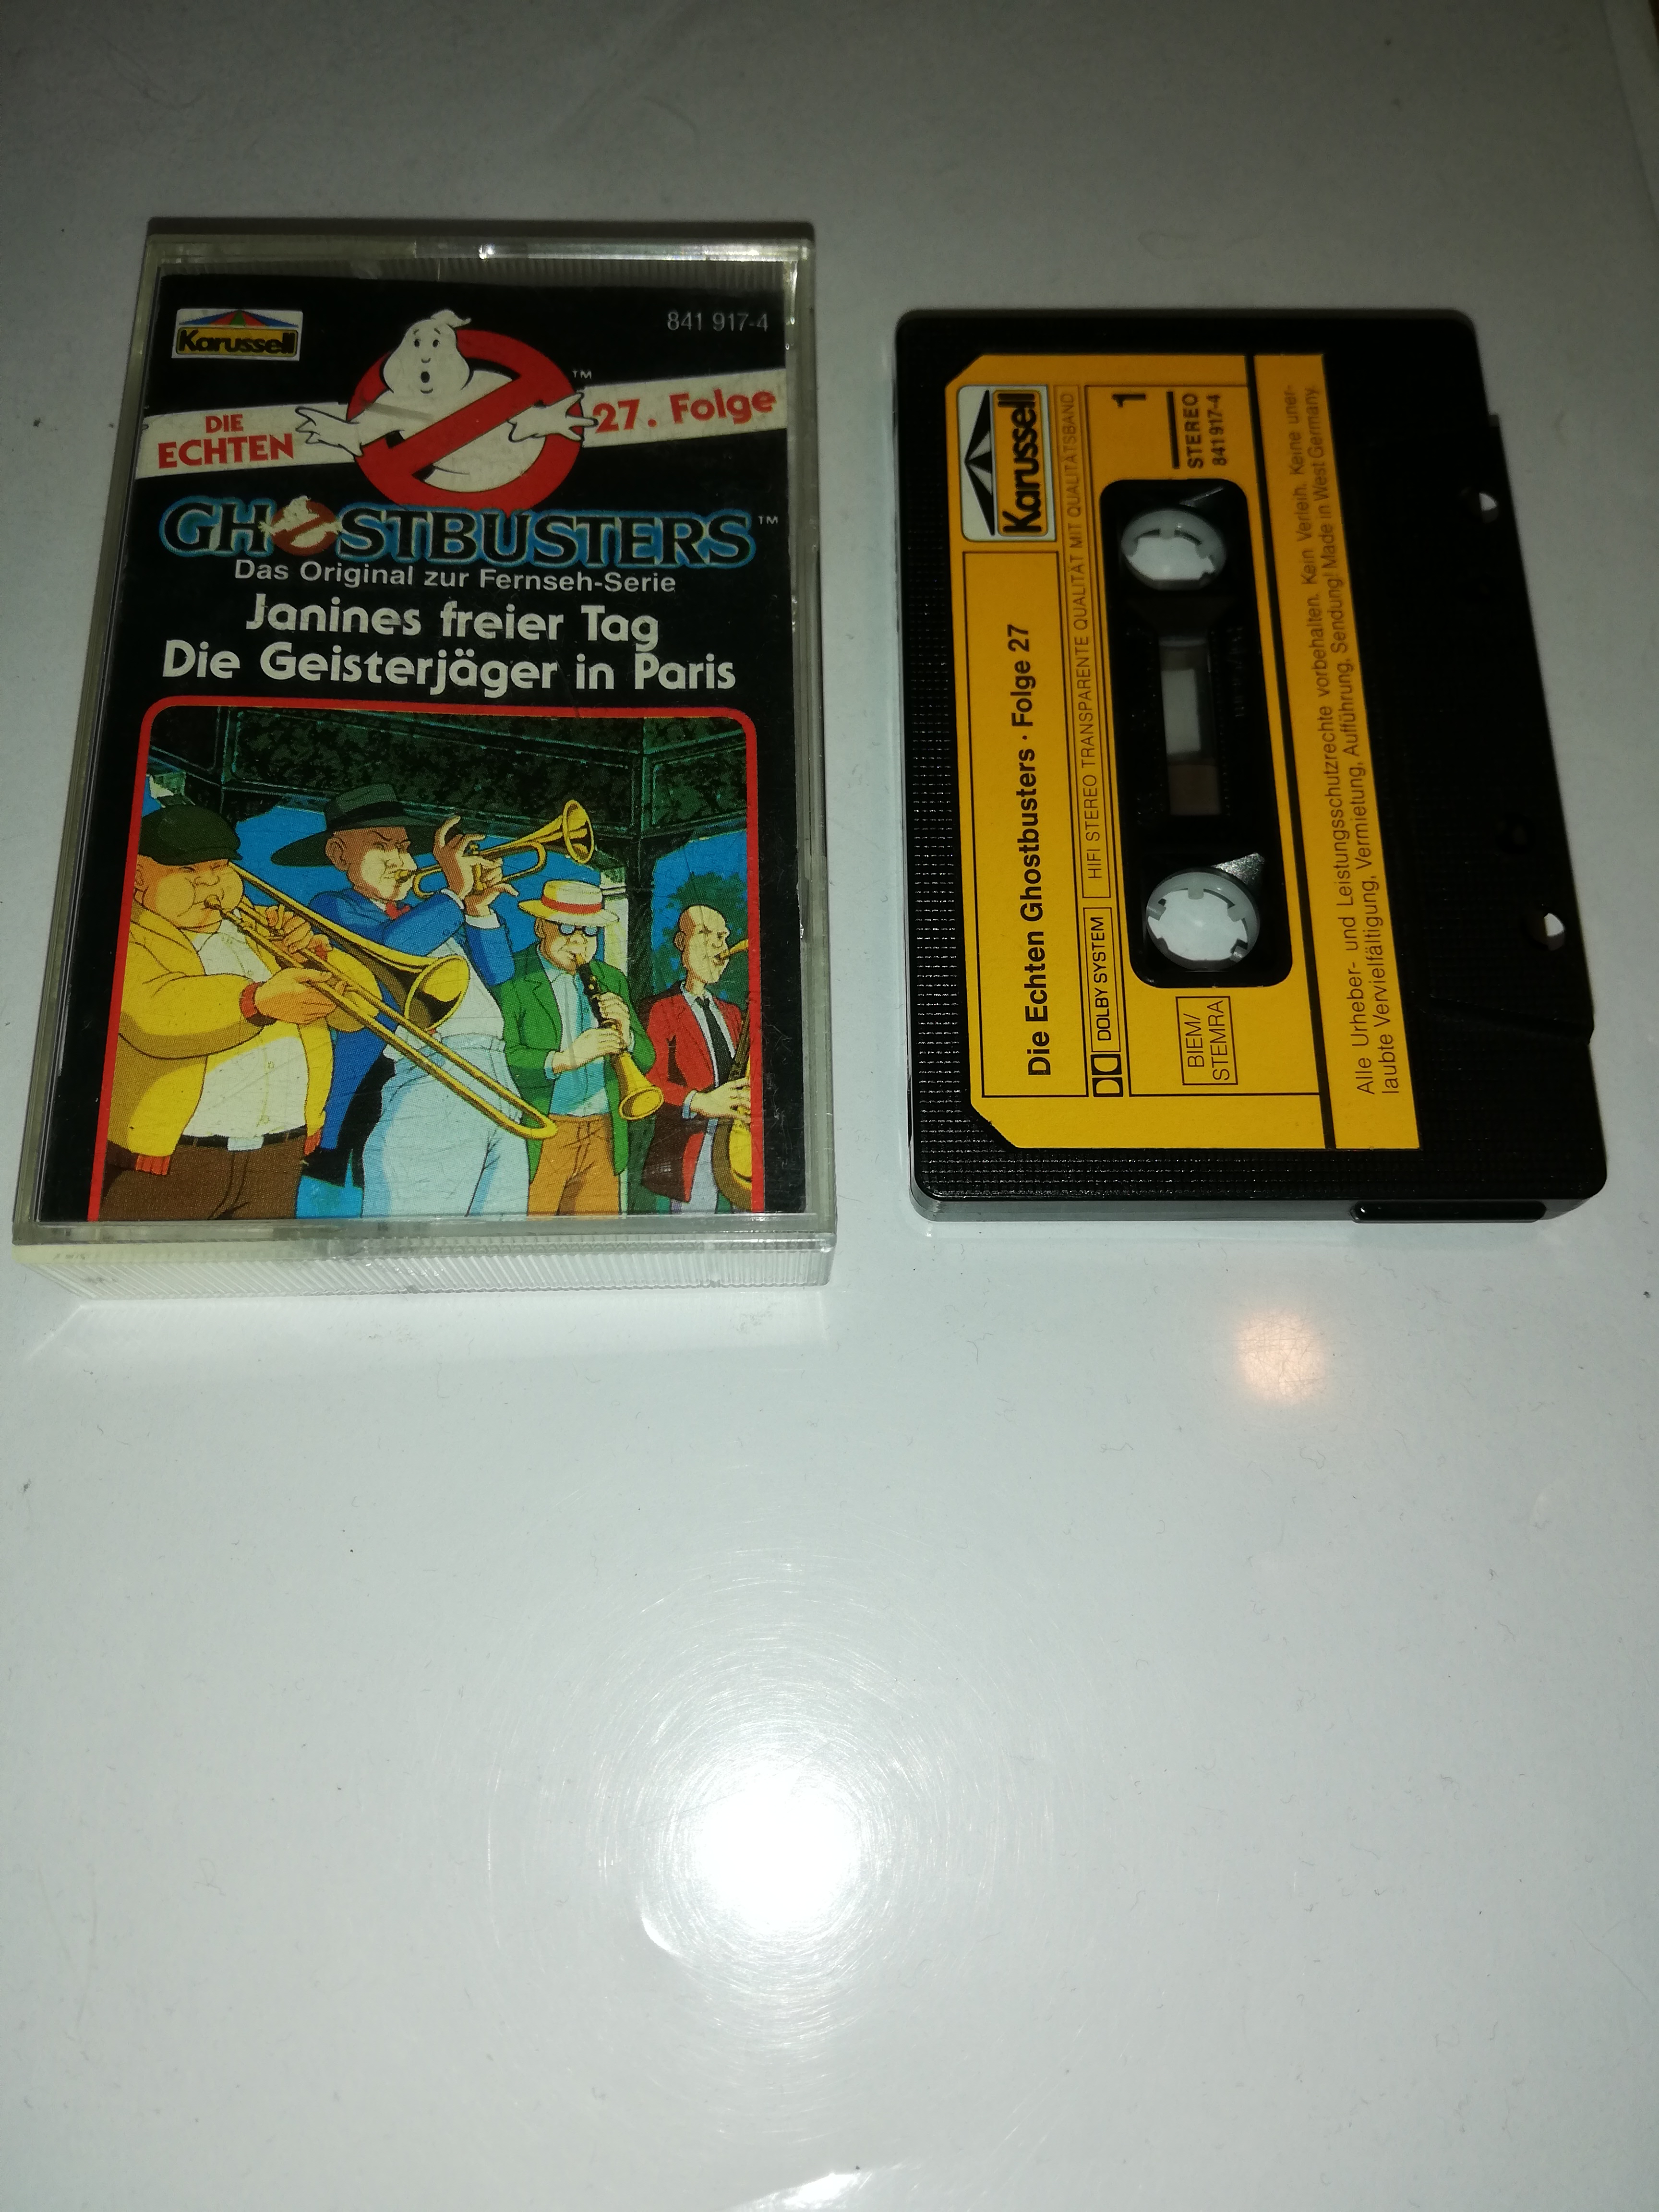 Karussell
841 917-4
DIE
ECHTEN
27. Folge
TM
GHOSTBUSTERS
TM
Das Original zur Fernseh-Serie
Janines freier Tag
Die Geisterjäger in Paris
Karussell
Die Echten Ghostbusters · Folge 27
DOLBY SYSTEM
HIFI STEREO TRANSPARENTE QUALITÄT MIT QUALITÄTSBAND
1
STEREO
841 917-4
BIEM/
STEMRA
Alle Urheber- und Leistungsschutzrechte vorbehalten. Kein Verleih. Keine uner-
laubte Vervielfältigung, Vermietung, Aufführung, Sendung! Made in West Germany